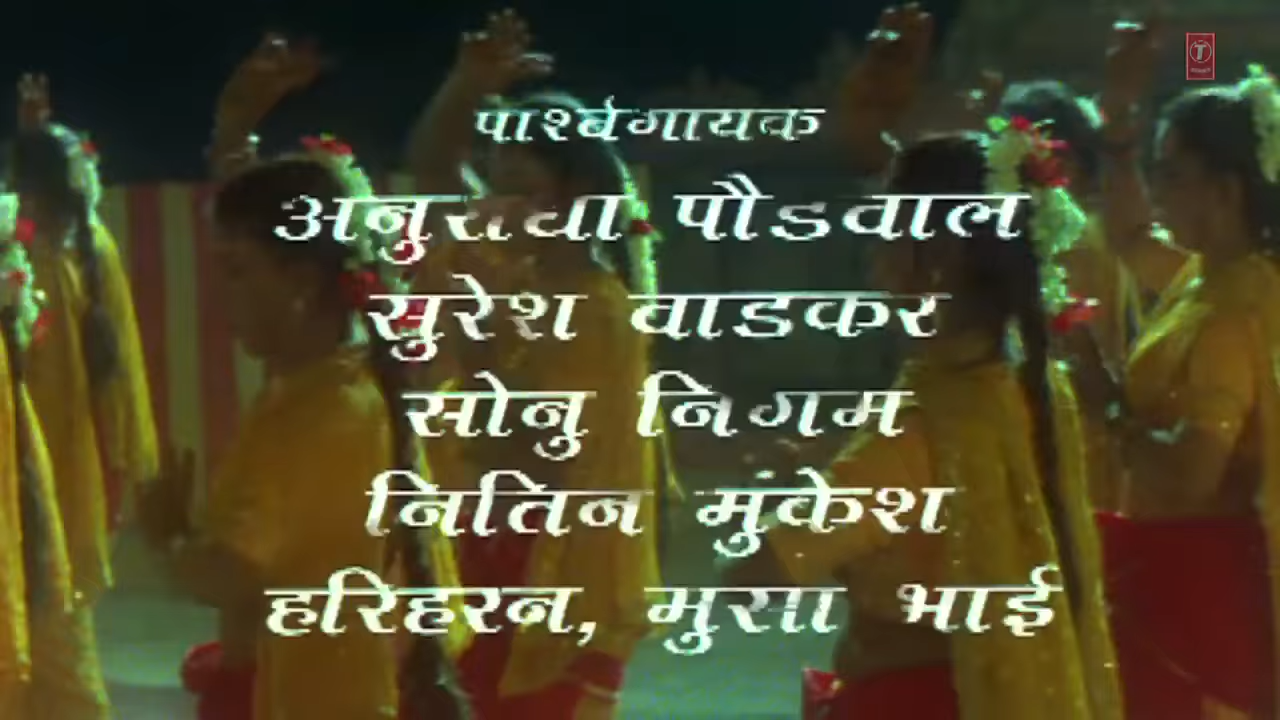 पार्श्वगायक
अनुराधा पौडवाल
सुरेश वाडकर
सोनु निगम
नितिन मुंकेश
हरिहरन, मुसा भाई